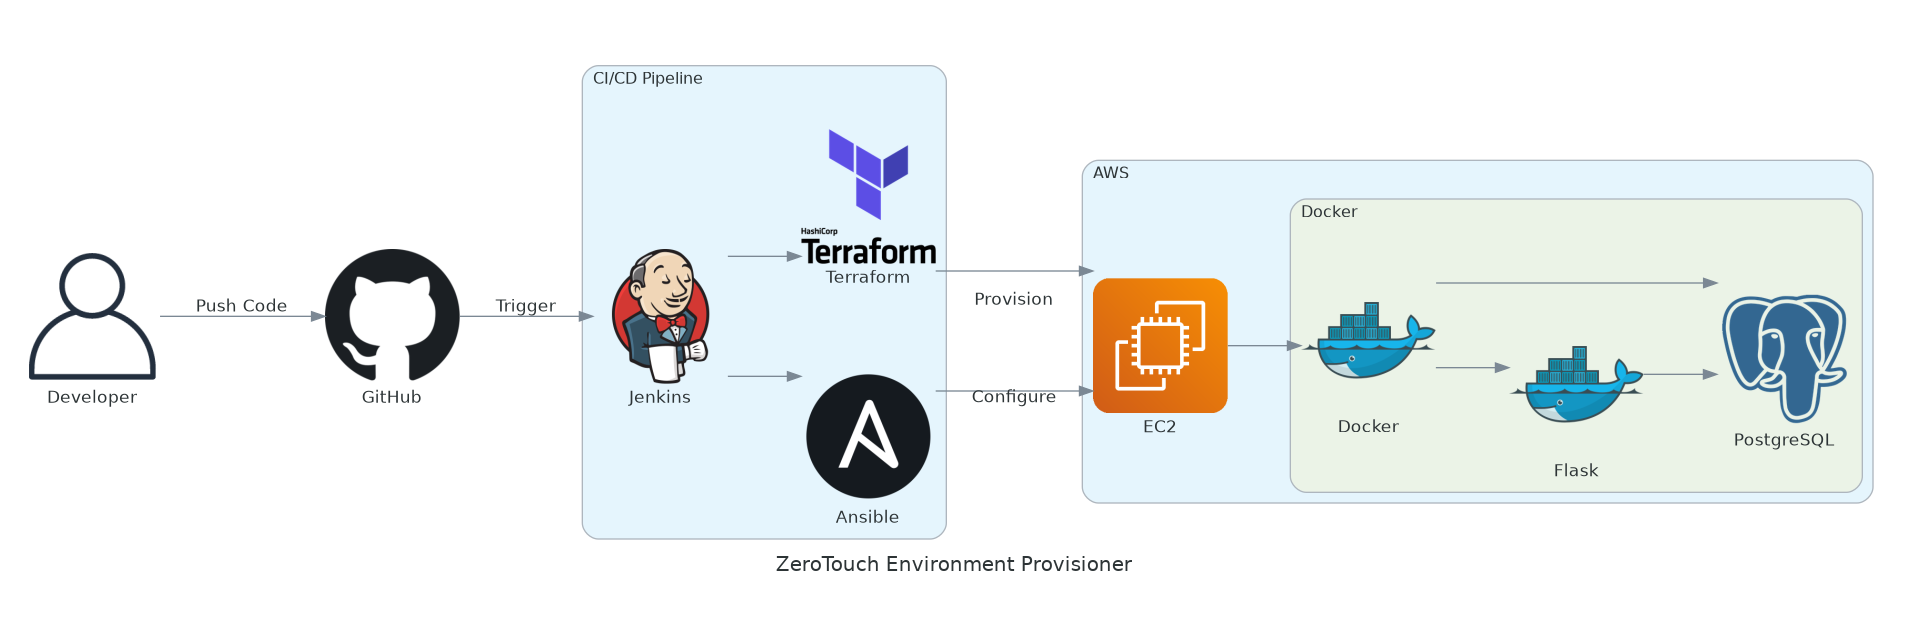 CI/CD Pipeline
HashiCorp
Terraform
Terraform
AWS
Docker
Push Code
Trigger
Provision
Configure
Developer
GitHub
Jenkins
Ansible
EC2
Docker
Flask
PostgreSQL
ZeroTouch Environment Provisioner